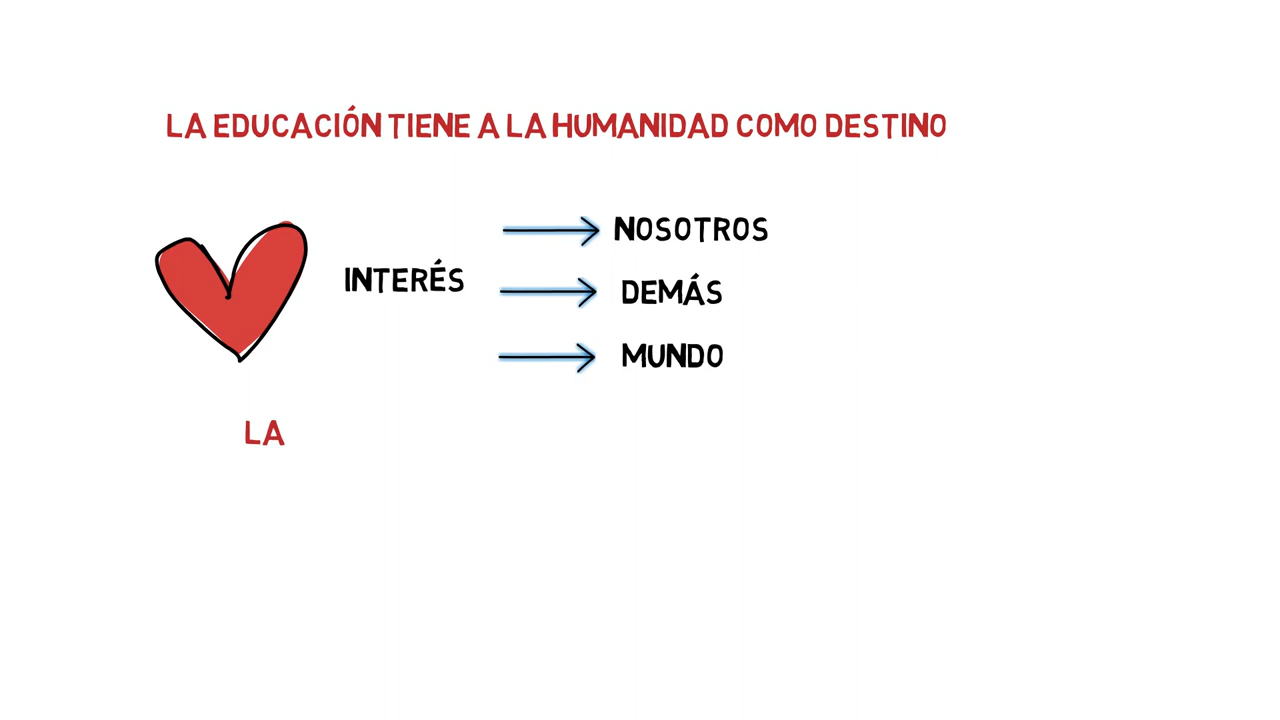 LA EDUCACIÓN TIENE A LA HUMANIDAD COMO DESTINO
NOSOTROS
INTERÉS
DEMÁS
MUNDO
LA